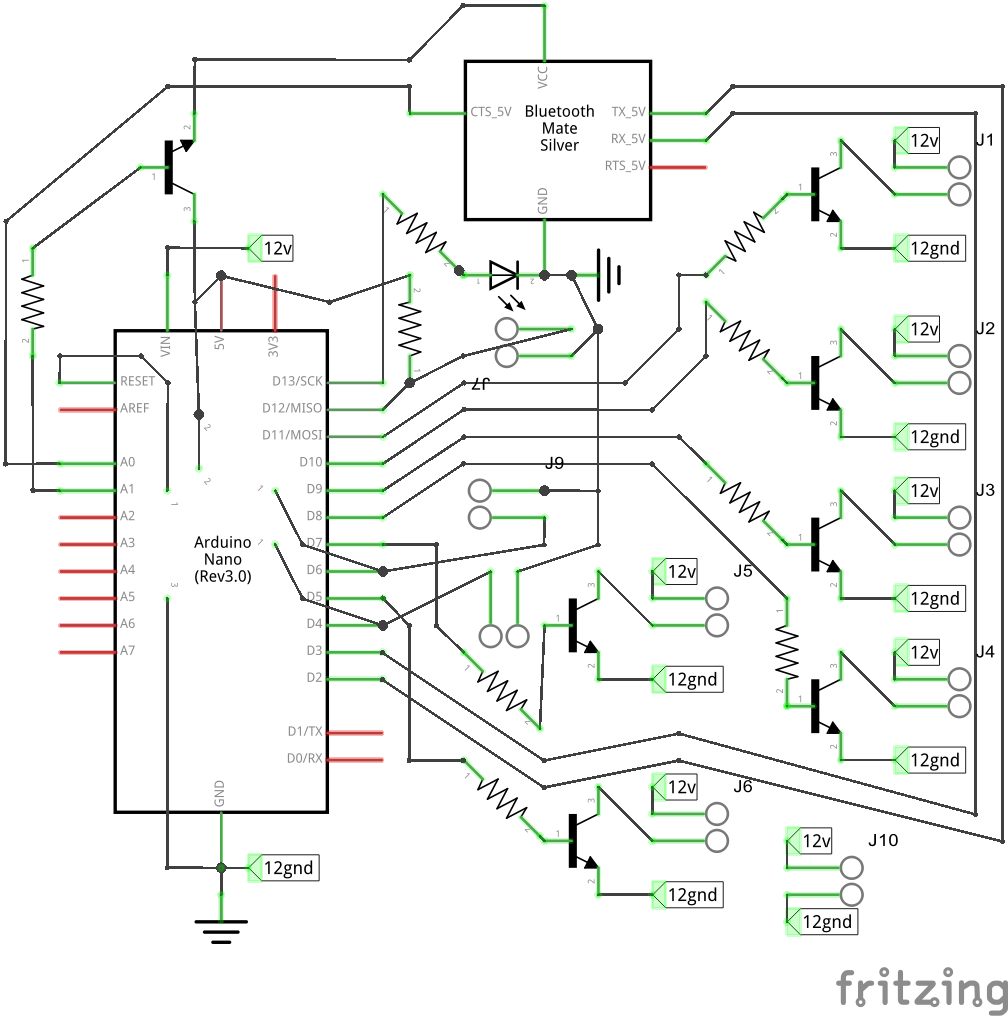 VCC
CTS_5V
Bluetooth
Mate
Silver
TX_5V
RX_5V
RTS_5V
GND
12v
J1
12gnd
12v
J2
12gnd
12v
J3
12gnd
12v
J4
12gnd
12v
VIN
5V
3V3
RESET
AREF
A0
A1
A2
A3
A4
A5
A6
A7
Arduino
Nano
(Rev3.0)
D13/SCK
D12/MISO
D11/MOSI
D10
D9
D8
D7
D6
D5
D4
D3
D2
D1/TX
D0/RX
GND
12gnd
J7
J9
12v
J5
12gnd
12v
J6
12gnd
12v
J10
12gnd
fritzing